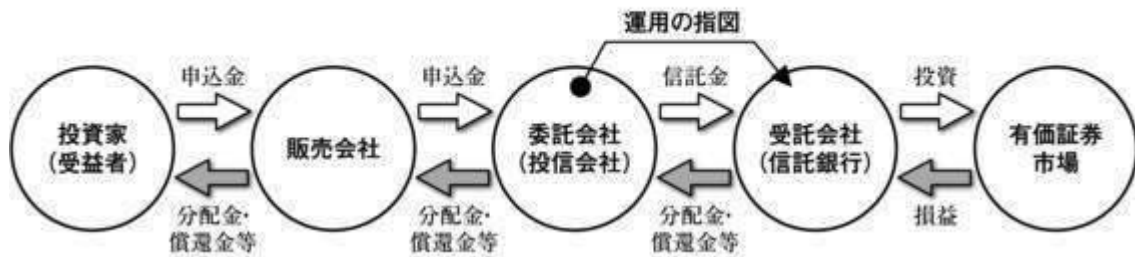 運用の指図
申込金
申込金
信託金
投資
投資家
(受益者)
販売会社
委託会社
(投信会社)
受託会社
(信託銀行)
有価証券
市場
分配金・
償還金等
分配金・
償還金等
分配金・
償還金等
損益